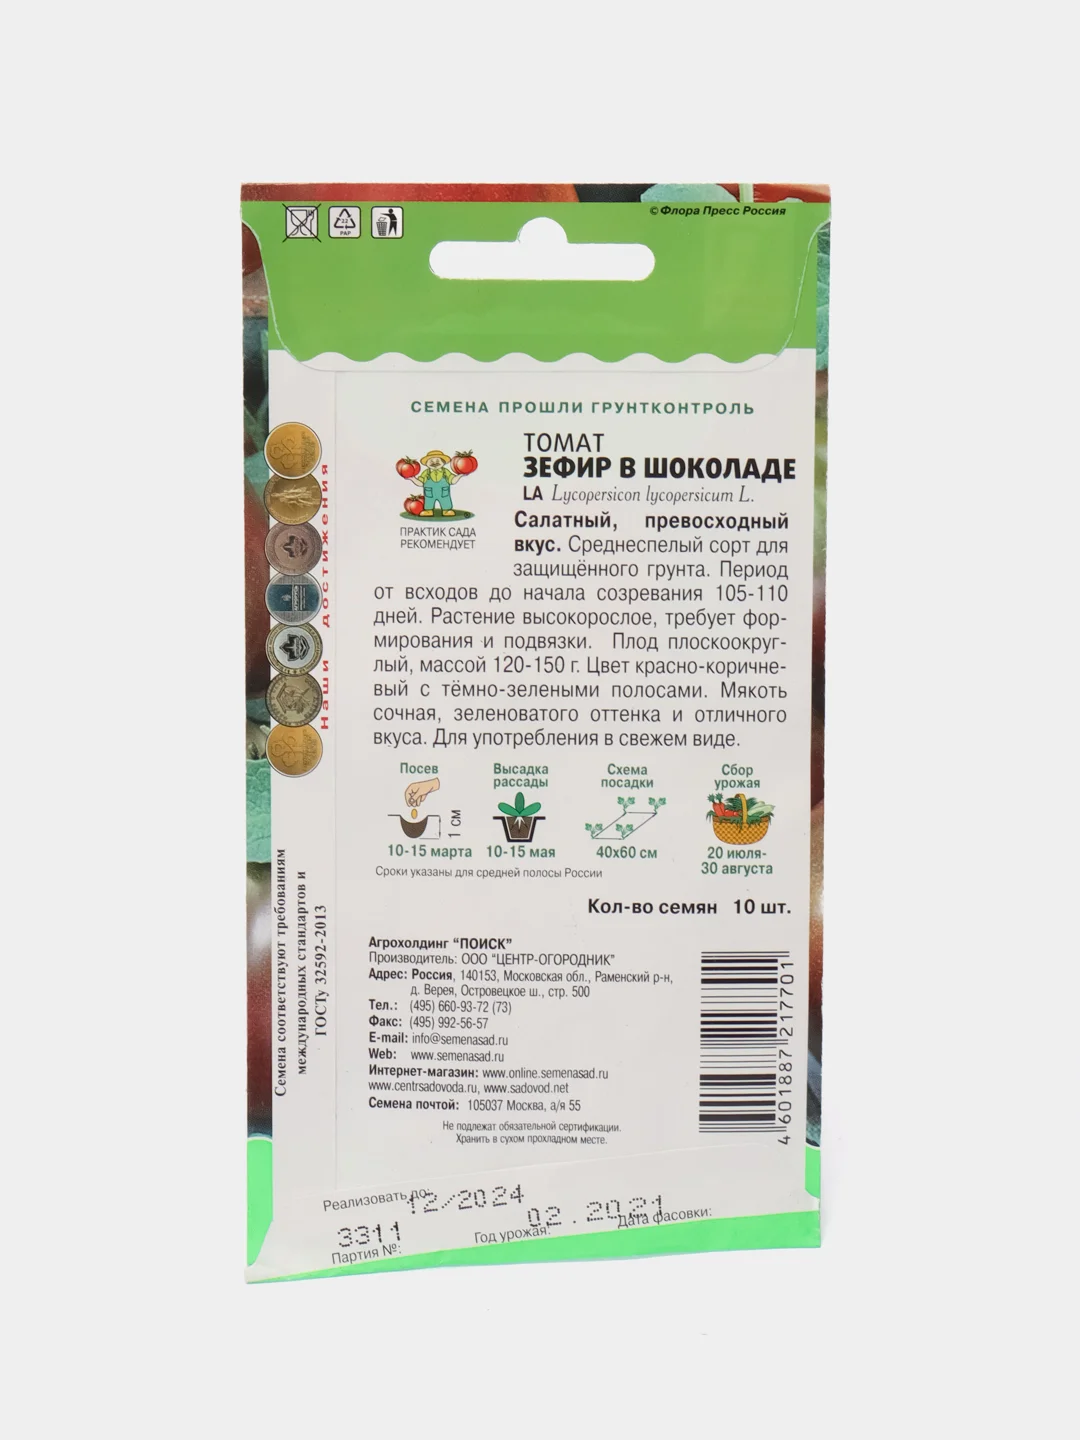 © Флора Пресс Россия
22
PAP
СЕМЕНА ПРОШЛИ ГРУНТКОНТРОЛЬ
ТОМАТ
ЗЕФИР В ШОКОЛАДЕ
LA Lycopersicon lycopersicum L.
ПРАКТИК САДА
РЕКОМЕНДУЕТ
Салатный, превосходный
вкус. Среднеспелый сорт для
защищённого грунта. Период
от всходов до начала созревания 105-110
дней. Растение высокорослое, требует фор-
мирования и подвязки. Плод плоскоокруг-
лый, массой 120-150 г. Цвет красно-коричне-
вый с тёмно-зелеными полосами. Мякоть
сочная, зеленоватого оттенка и отличного
вкуса. Для употребления в свежем виде.
Наши достижения
Посев
1 см
10-15 марта
Высадка
рассады
10-15 мая
Схема
посадки
40х60 см
Сбор
урожая
20 июля-
30 августа
Сроки указаны для средней полосы России
Кол-во семян 10 шт.
Семена соответствуют требованиям
международных стандартов и
ГОСТу 32592-2013
Агрохолдинг "ПОИСК"
Производитель: ООО "ЦЕНТР-ОГОРОДНИК"
Адрес: Россия, 140153, Московская обл., Раменский р-н,
д. Верея, Островецкое ш., стр. 500
Тел.: (495) 660-93-72 (73)
Факс: (495) 992-56-57
E-mail: info@semenasad.ru
Web: www.semenasad.ru
Интернет-магазин: www.online.semenasad.ru
www.centrsadovoda.ru, www.sadovod.net
Семена почтой: 105037 Москва, а/я 55
Не подлежат обязательной сертификации.
Хранить в сухом прохладном месте.
4 601887 217701
Реализовать до: 12/2024
3311
Партия №:
02.2021
Год урожая:
Дата фасовки: